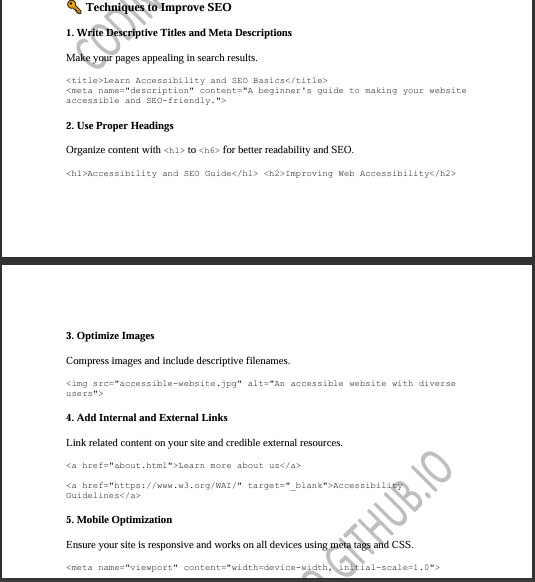 🔑 Techniques to Improve SEO
1. Write Descriptive Titles and Meta Descriptions
Make your pages appealing in search results.
<title>Learn Accessibility and SEO Basics</title>
<meta name="description" content="A beginner's guide to making your website
accessible and SEO-friendly.">
2. Use Proper Headings
Organize content with <h1> to <h6> for better readability and SEO.
<h1>Accessibility and SEO Guide</h1> <h2>Improving Web Accessibility</h2>
3. Optimize Images
Compress images and include descriptive filenames.
<img src="accessible-website.jpg" alt="An accessible website with diverse
users">
4. Add Internal and External Links
Link related content on your site and credible external resources.
<a href="about.html">Learn more about us</a>
<a href="https://www.w3.org/WAI/" target="_blank">Accessibility
Guidelines</a>
5. Mobile Optimization
Ensure your site is responsive and works on all devices using meta tags and CSS.
<meta name="viewport" content="width=device-width, initial-scale=1.0">
GITHUB.IO